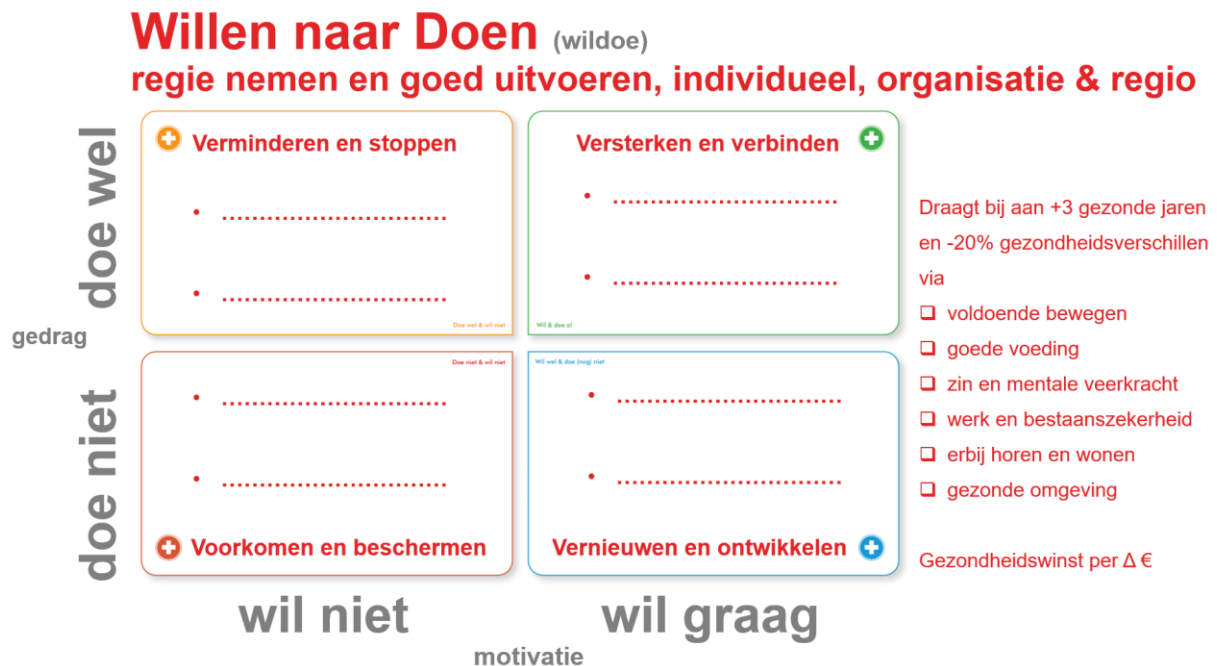 Willen naar Doen (wildoe)
regie nemen en goed uitvoeren, individueel, organisatie & regio
doe wel
Verminderen en stoppen
• ................................
• ................................
Doe wel & wil niet
Versterken en verbinden
• ................................
• ................................
Wil & doe al
gedrag
doe niet
Doe niet & wil niet
• ................................
• ................................
Voorkomen en beschermen
Wil wel & doe (nog) niet
• ................................
• ................................
Vernieuwen en ontwikkelen
wil niet
wil graag
motivatie
Draagt bij aan +3 gezonde jaren
en -20% gezondheidsverschillen
via
❑ voldoende bewegen
❑ goede voeding
❑ zin en mentale veerkracht
❑ werk en bestaanszekerheid
❑ erbij horen en wonen
❑ gezonde omgeving
Gezondheidswinst per Δ €